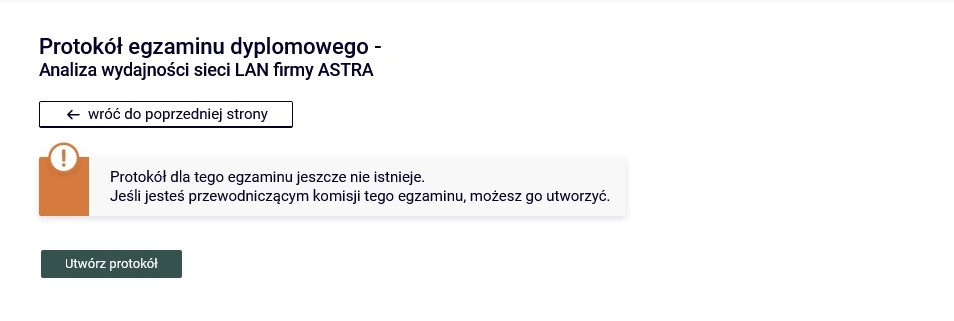 Protokół egzaminu dyplomowego -
Analiza wydajności sieci LAN firmy ASTRA
← wróć do poprzedniej strony
Protokół dla tego egzaminu jeszcze nie istnieje.
Jeśli jesteś przewodniczącym komisji tego egzaminu, możesz go utworzyć.
Utwórz protokół